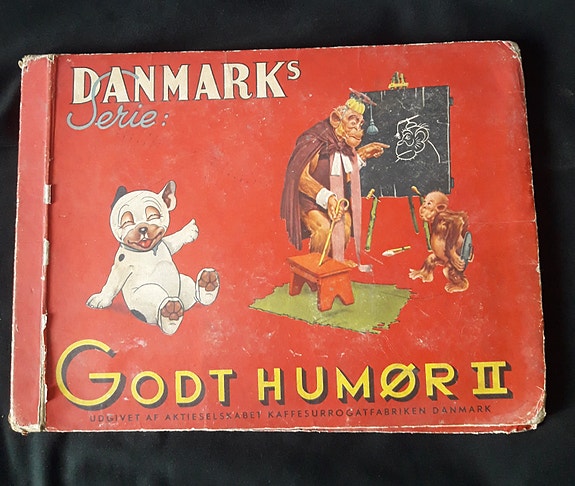 DANMARKS
Serie:
GODT HUMØR II
UDGIVET AF AKTIESELSKABET KAFFESURROGATFABRIKEN DANMARK